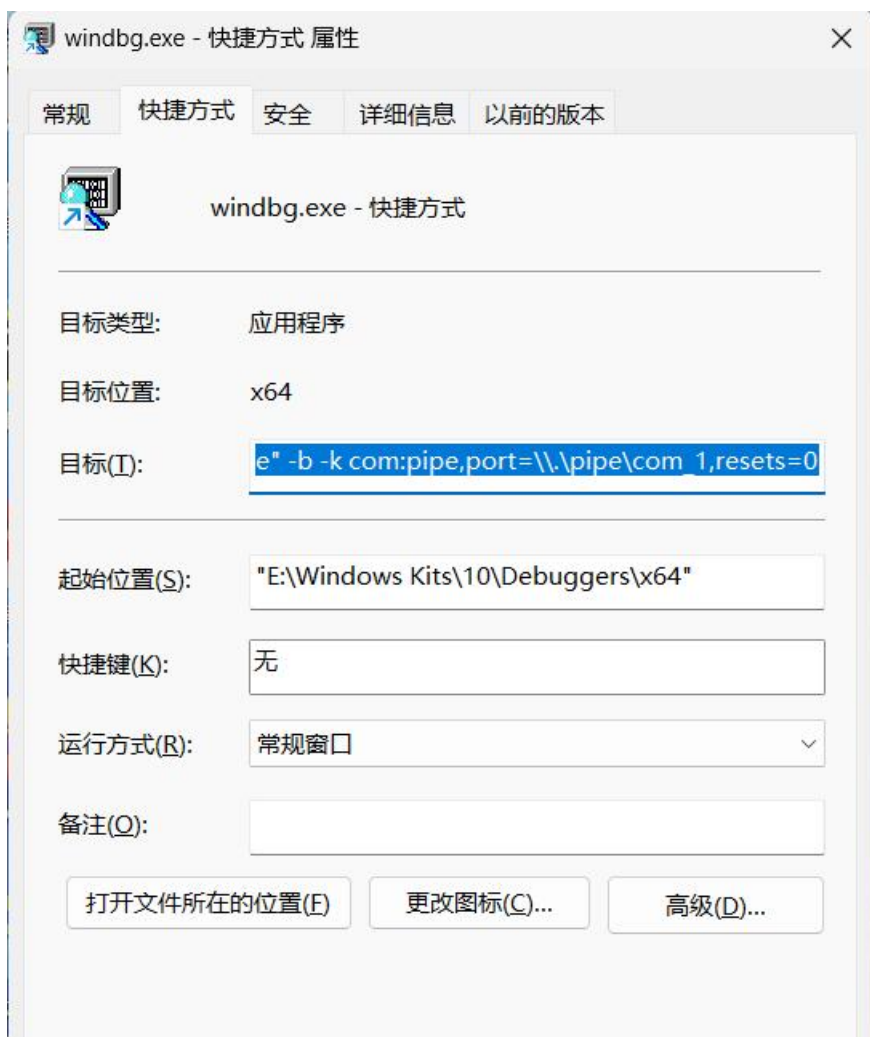 windbg.exe - 快捷方式 属性
常规 快捷方式 安全 详细信息 以前的版本
windbg.exe - 快捷方式
目标类型: 应用程序
目标位置: x64
目标(T): e" -b -k com:pipe,port=\\.\pipe\com_1,resets=0
起始位置(S): "E:\Windows Kits\10\Debuggers\x64"
快捷键(K): 无
运行方式(R): 常规窗口
备注(O):
打开文件所在的位置(F) 更改图标(C)... 高级(D)...